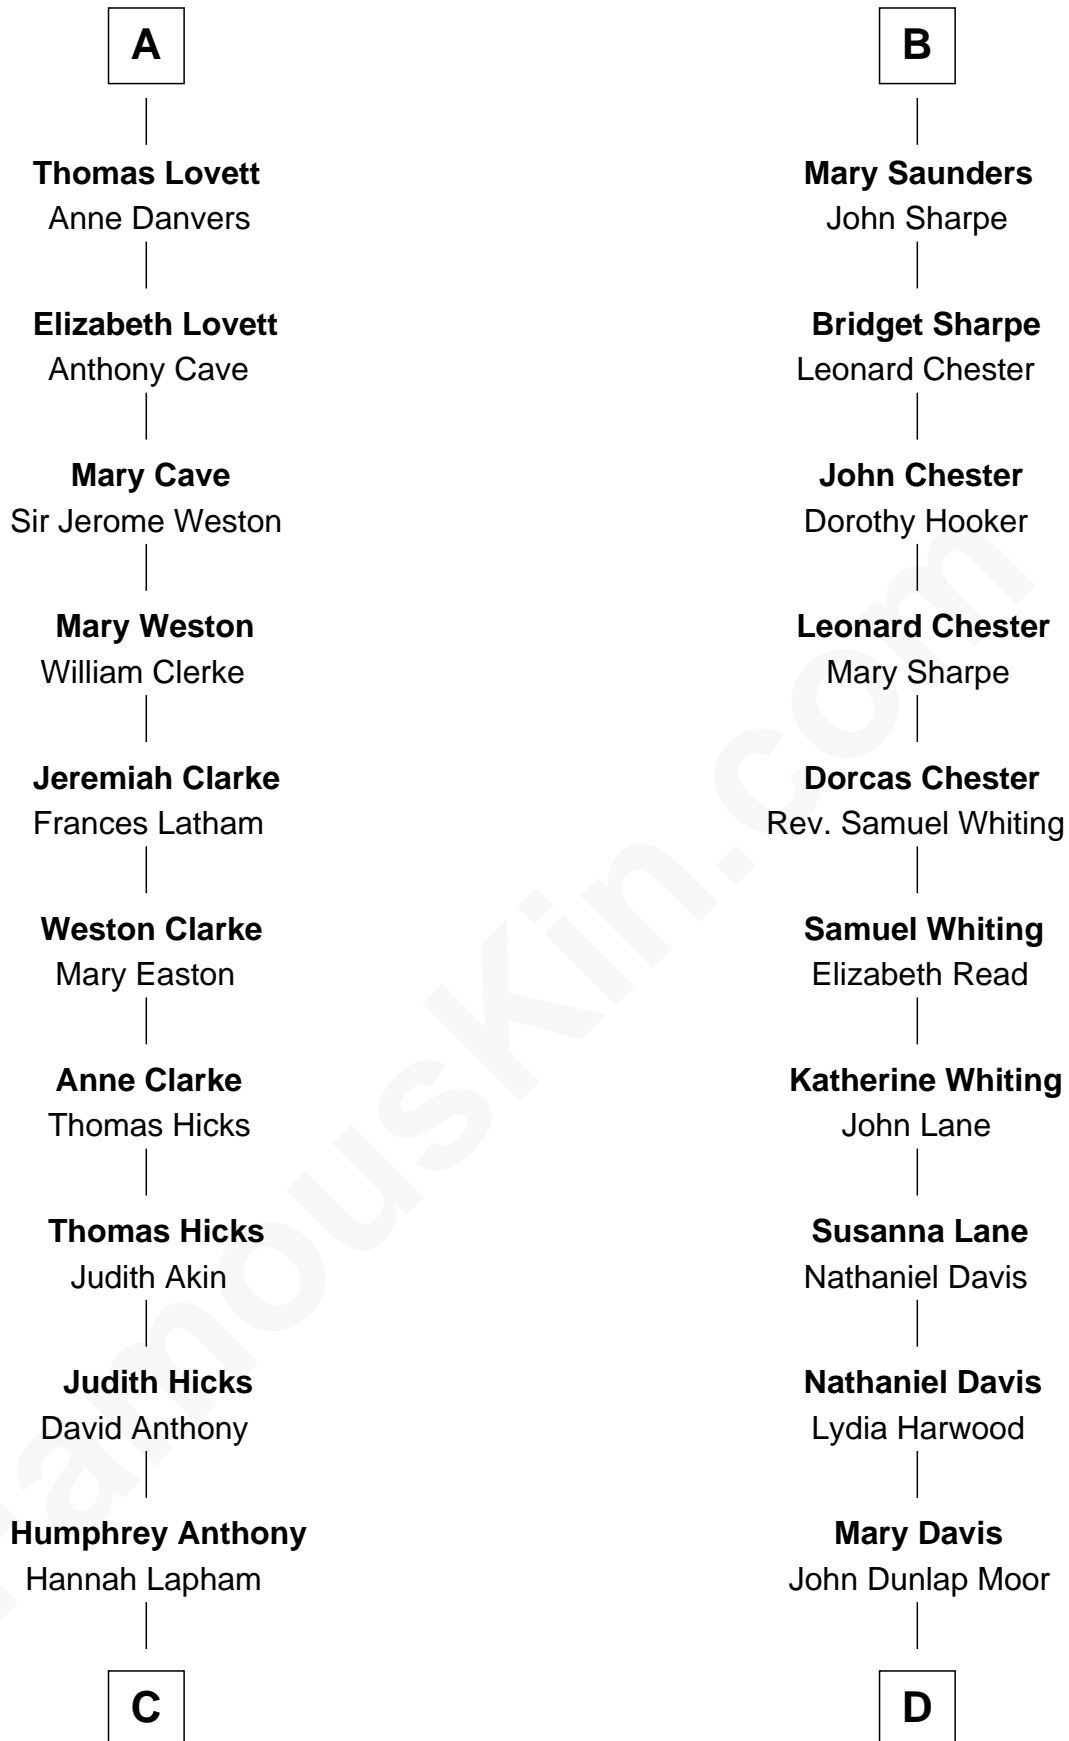 A
Thomas Lovett
Anne Danvers
Elizabeth Lovett
Anthony Cave
Mary Cave
Sir Jerome Weston
Mary Weston
William Clerke
Jeremiah Clarke
Frances Latham
Weston Clarke
Mary Easton
Anne Clarke
Thomas Hicks
Thomas Hicks
Judith Akin
Judith Hicks
David Anthony
Humphrey Anthony
Hannah Lapham
C
B
Mary Saunders
John Sharpe
Bridget Sharpe
Leonard Chester
John Chester
Dorothy Hooker
Leonard Chester
Mary Sharpe
Dorcas Chester
Rev. Samuel Whiting
Samuel Whiting
Elizabeth Read
Katherine Whiting
John Lane
Susanna Lane
Nathaniel Davis
Nathaniel Davis
Lydia Harwood
Mary Davis
John Dunlap Moor
D
FamousKin.com